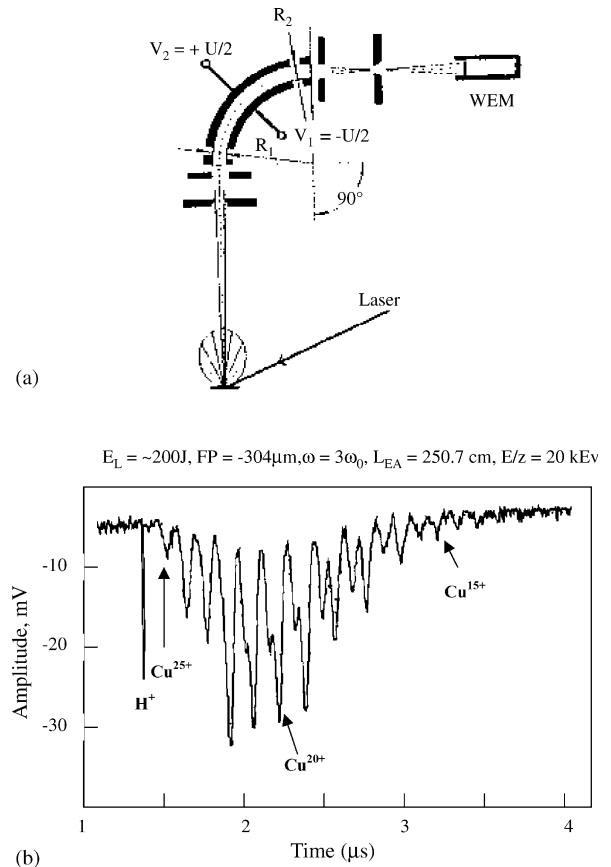 R₂
V₂ = + U/2
WEM
V₁ = -U/2
R₁
90°
Laser
(a)
E_L = ~200J, FP = -304μm,ω = 3ω₀, L_EA = 250.7 cm, E/z = 20 kEv
-10
-20
-30
Amplitude, mV
Cu²⁵⁺
H⁺
Cu²⁰⁺
Cu¹⁵⁺
1 2 3 4
Time (μs)
(b)